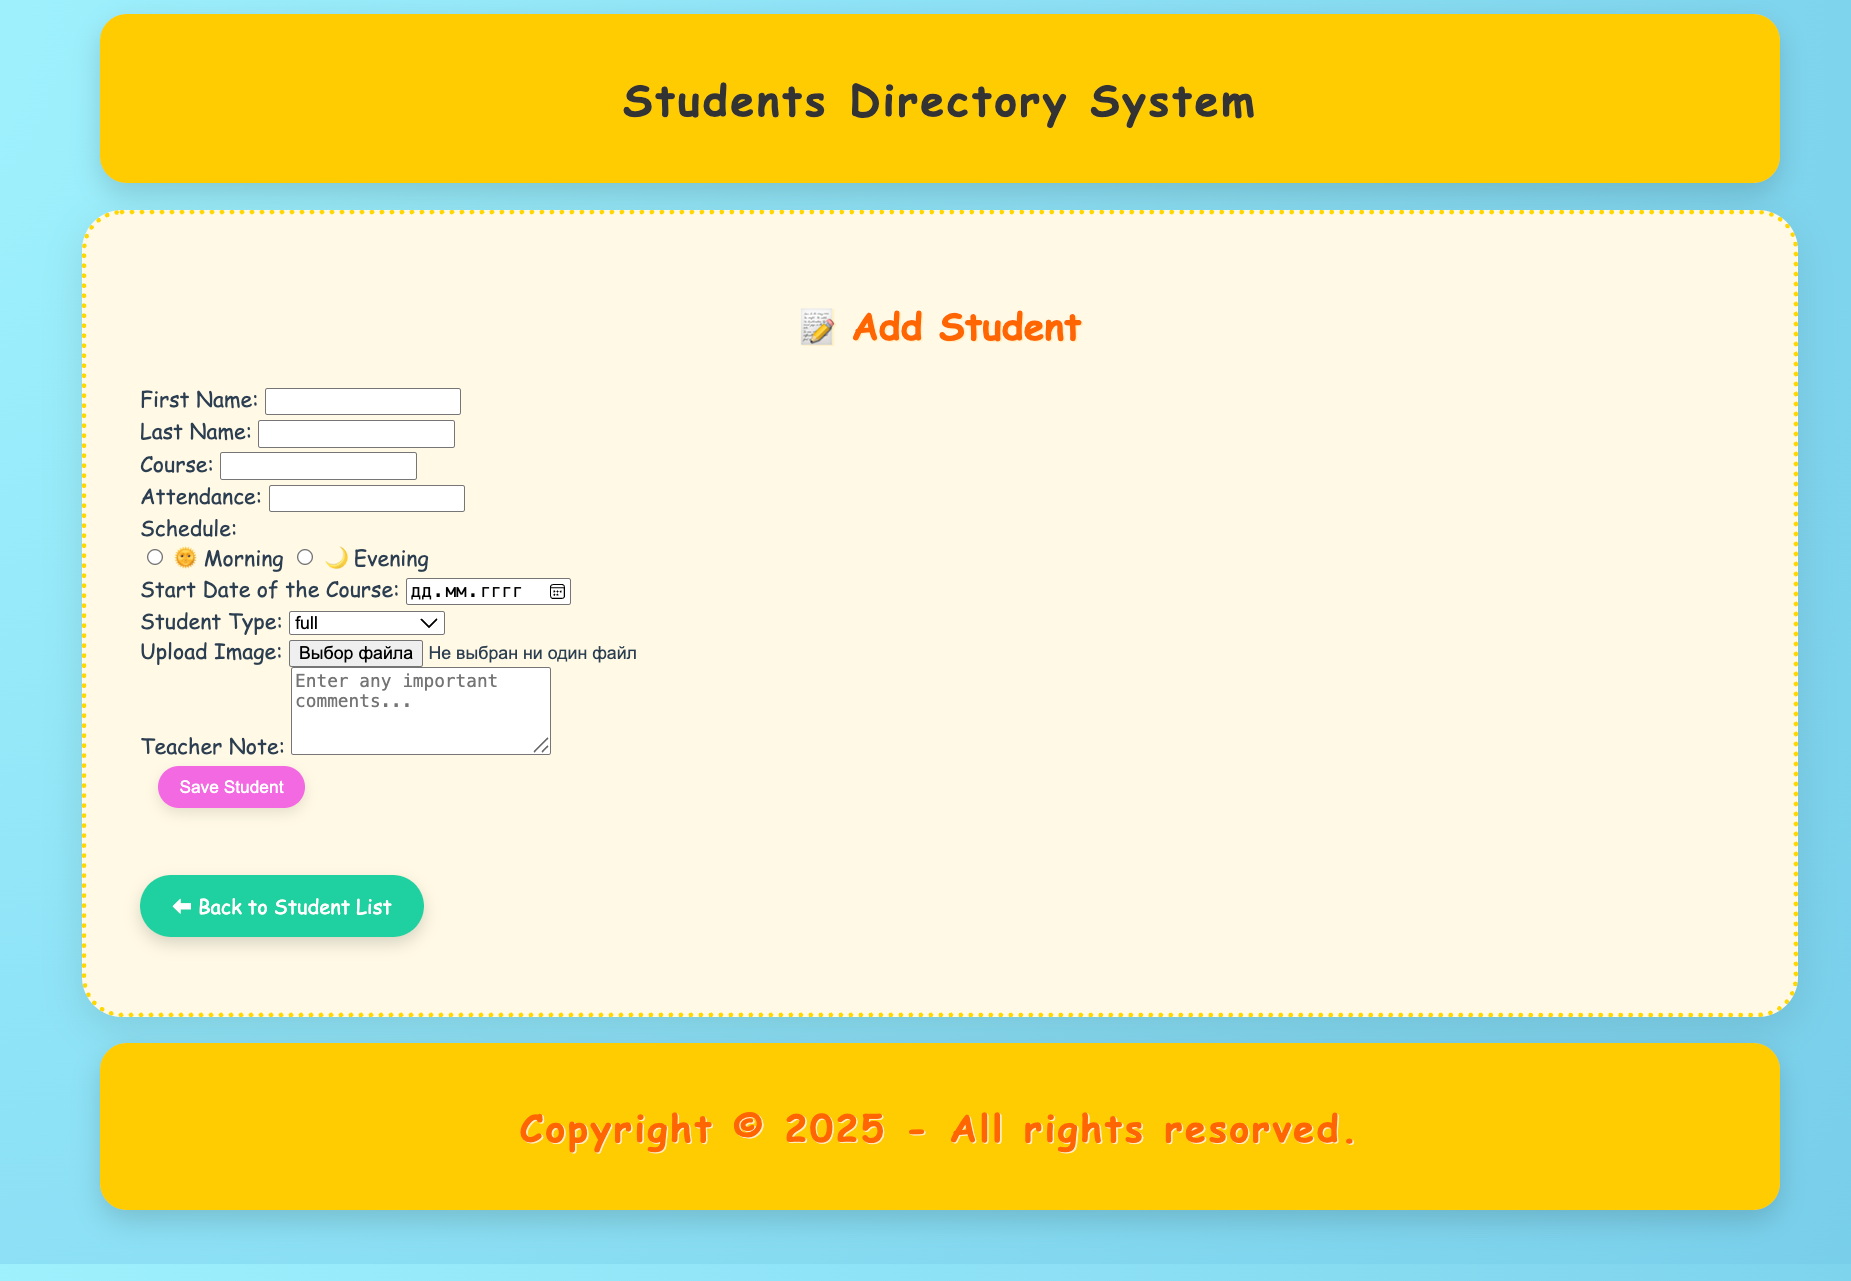 Students Directory System
📝 Add Student
First Name:
Last Name:
Course:
Attendance:
Schedule:
🌞 Morning 🌙 Evening
Start Date of the Course: дд.мм.гггг
Student Type: full
Upload Image: Выбор файла Не выбран ни один файл
Enter any important
comments...
Teacher Note:
Save Student
⬅ Back to Student List
Copyright © 2025 - All rights resorved.